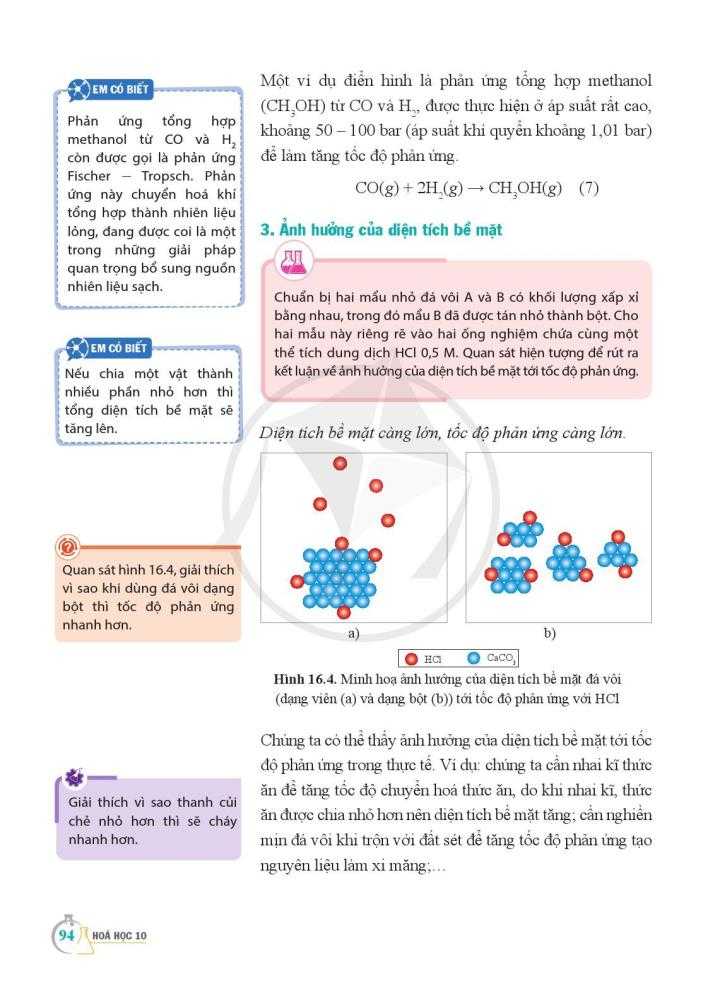 EM CÓ BIẾT
Phản ứng tổng hợp
methanol từ CO và H₂
còn được gọi là phản ứng
Fischer – Tropsch. Phản
ứng này chuyển hoá khí
tổng hợp thành nhiên liệu
lỏng, đang được coi là một
trong những giải pháp
quan trọng bổ sung nguồn
nhiên liệu sạch.
Một ví dụ điển hình là phản ứng tổng hợp methanol
(CH₃OH) từ CO và H₂, được thực hiện ở áp suất rất cao,
khoảng 50 – 100 bar (áp suất khí quyển khoảng 1,01 bar)
để làm tăng tốc độ phản ứng.
CO(g) + 2H₂(g) → CH₃OH(g) (7)
3. Ảnh hưởng của diện tích bề mặt
Chuẩn bị hai mẩu nhỏ đá vôi A và B có khối lượng xấp xỉ
bằng nhau, trong đó mẩu B đã được tán nhỏ thành bột. Cho
hai mẫu này riêng rẽ vào hai ống nghiệm chứa cùng một
thể tích dung dịch HCl 0,5 M. Quan sát hiện tượng để rút ra
kết luận về ảnh hưởng của diện tích bề mặt tới tốc độ phản ứng.
EM CÓ BIẾT
Nếu chia một vật thành
nhiều phần nhỏ hơn thì
tổng diện tích bề mặt sẽ
tăng lên.
Diện tích bề mặt càng lớn, tốc độ phản ứng càng lớn.
?
Quan sát hình 16.4, giải thích
vì sao khi dùng đá vôi dạng
bột thì tốc độ phản ứng
nhanh hơn.
a)
b)
HCl
CaCO₃
Hình 16.4. Minh hoạ ảnh hưởng của diện tích bề mặt đá vôi
(dạng viên (a) và dạng bột (b)) tới tốc độ phản ứng với HCl
Chúng ta có thể thấy ảnh hưởng của diện tích bề mặt tới tốc
độ phản ứng trong thực tế. Ví dụ: chúng ta cần nhai kĩ thức
ăn để tăng tốc độ chuyển hoá thức ăn, do khi nhai kĩ, thức
ăn được chia nhỏ hơn nên diện tích bề mặt tăng; cần nghiền
mịn đá vôi khi trộn với đất sét để tăng tốc độ phản ứng tạo
nguyên liệu làm xi măng;…
Giải thích vì sao thanh củi
chẻ nhỏ hơn thì sẽ cháy
nhanh hơn.
94
HOÁ HỌC 10